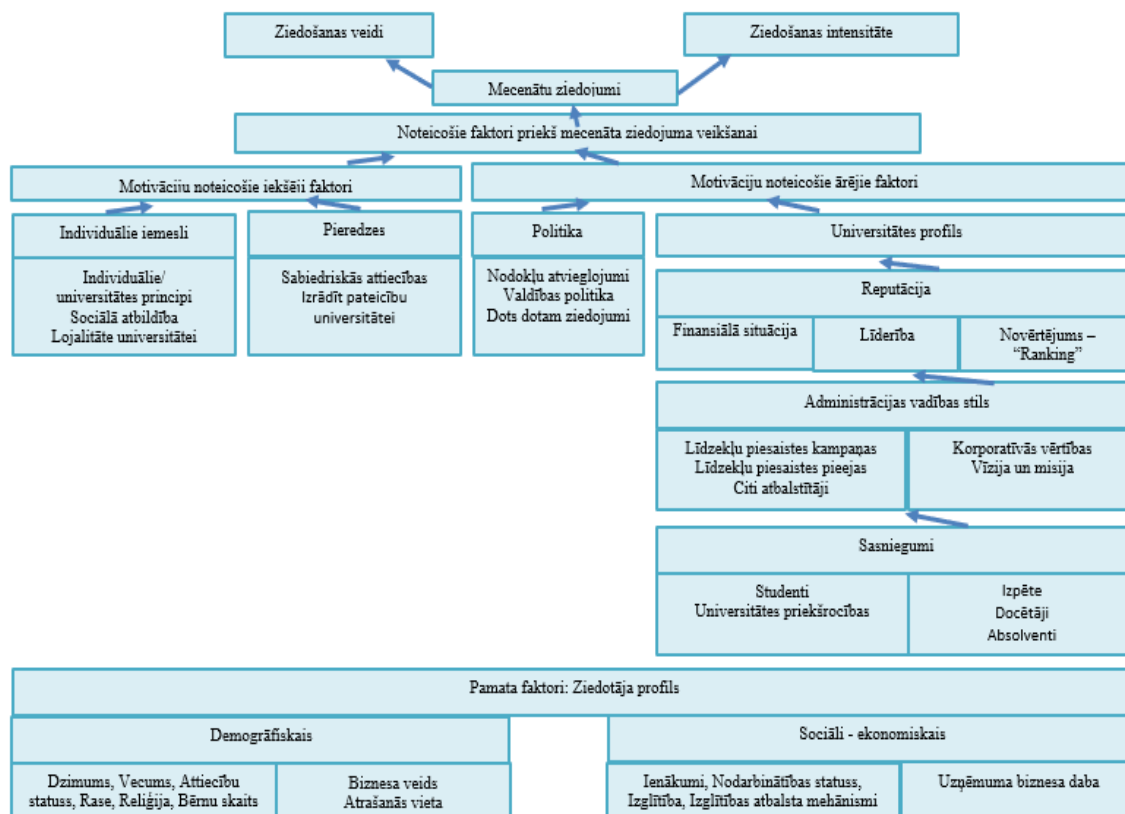 Ziedošanas veidi
Ziedošanas intensitāte
Mecenātu ziedojumi
Noteicošie faktori priekš mecenāta ziedojuma veikšanai
Motivāciju noteicošie iekšēji faktori
Motivāciju noteicošie ārējie faktori
Individuālie iemesli
Pieredzes
Politika
Universitātes profils
Individuālie/
universitātes principi
Sociālā atbildība
Lojalitāte universitātei
Sabiedriskās attiecības
Izrādīt pateicību
universitātei
Nodokļu atvieglojumi
Valdības politika
Dots dotam ziedojumi
Reputācija
Finansiālā situācija
Līderība
Novērtējums –
“Ranking”
Administrācijas vadības stils
Līdzekļu piesaistes kampaņas
Līdzekļu piesaistes pieejas
Citi atbalstītāji
Korporatīvās vērtības
Vīzija un misija
Sasniegumi
Studenti
Universitātes priekšrocības
Izpēte
Docētāji
Absolventi
Pamata faktori: Ziedotāja profils
Demogrāfiskais
Sociāli - ekonomiskais
Dzimums, Vecums, Attiecību
statuss, Rase, Reliģija, Bērnu skaits
Biznesa veids
Atrašanās vieta
Ienākumi, Nodarbinātības statuss,
Izglītība, Izglītības atbalsta mehānismi
Uzņēmuma biznesa daba